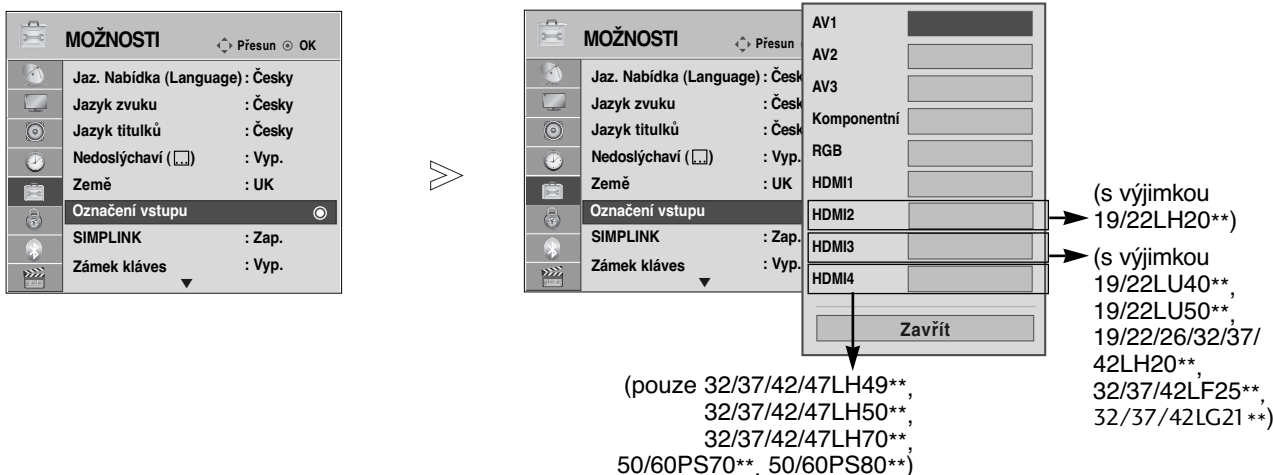 MOŽNOSTI
Přesun OK
Jaz. Nabídka (Language) : Česky
Jazyk zvuku : Česky
Jazyk titulků : Česky
Nedoslýchaví ( ) : Vyp.
Země : UK
Označení vstupu
SIMPLINK : Zap.
Zámek kláves : Vyp.
MOŽNOSTI
Přesun
Jaz. Nabídka (Language) : Česk
Jazyk zvuku : Česk
Jazyk titulků : Česk
Nedoslýchaví ( ) : Vyp.
Země : UK
Označení vstupu
SIMPLINK : Zap.
Zámek kláves : Vyp.
AV1
AV2
AV3
Komponentní
RGB
HDMI1
HDMI2
HDMI3
HDMI4
Zavřít
(s výjimkou
19/22LH20**)
(s výjimkou
19/22LU40**,
19/22LU50**,
19/22/26/32/37/
42LH20**,
32/37/42LF25**,
32/37/42LG21**)
(pouze 32/37/42/47LH49**,
32/37/42/47LH50**,
32/37/42/47LH70**,
50/60PS70**, 50/60PS80**)